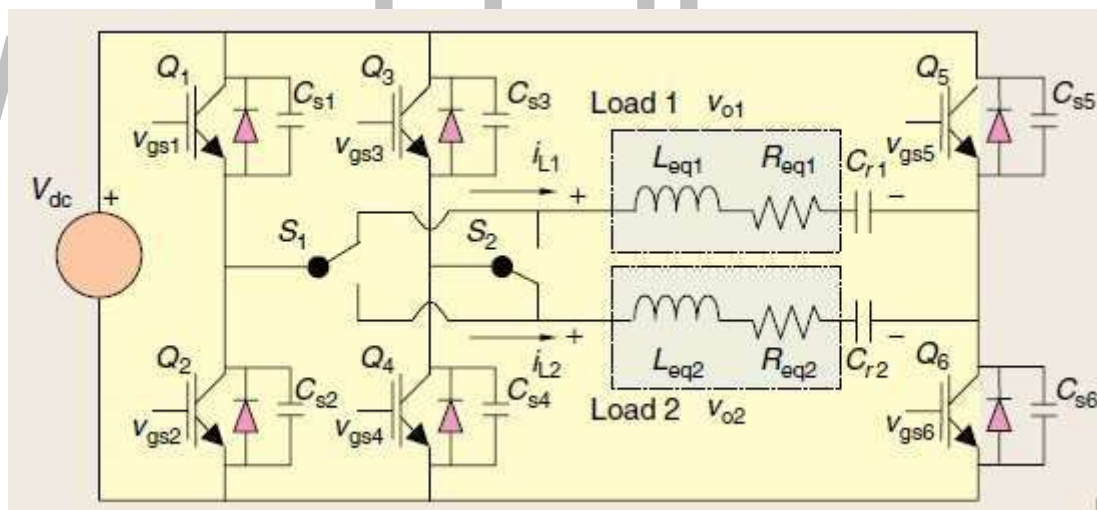 Q1 Cs1 Q3 Cs3 Q5 Cs5
Load 1 vo1
vgs1 vgs3 vgs5
iL1 Leq1 Req1 Cr1
Vdc +
+ −
S1 S2
+ −
Q2 Cs2 Q4 Cs4 iL2 Leq2 Req2 Cr2 Q6 Cs6
Load 2 vo2
vgs2 vgs4 vgs6